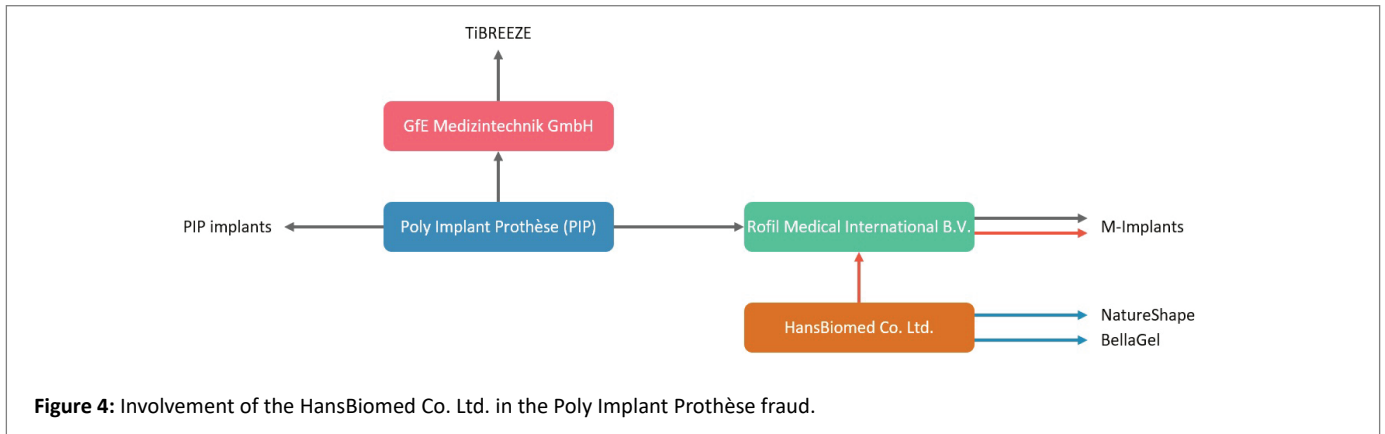 TiBREEZE
GfE Medizintechnik GmbH
PIP implants
Poly Implant Prothèse (PIP)
Rofil Medical International B.V.
M-Implants
HansBiomed Co. Ltd.
NatureShape
BellaGel
Figure 4: Involvement of the HansBiomed Co. Ltd. in the Poly Implant Prothèse fraud.